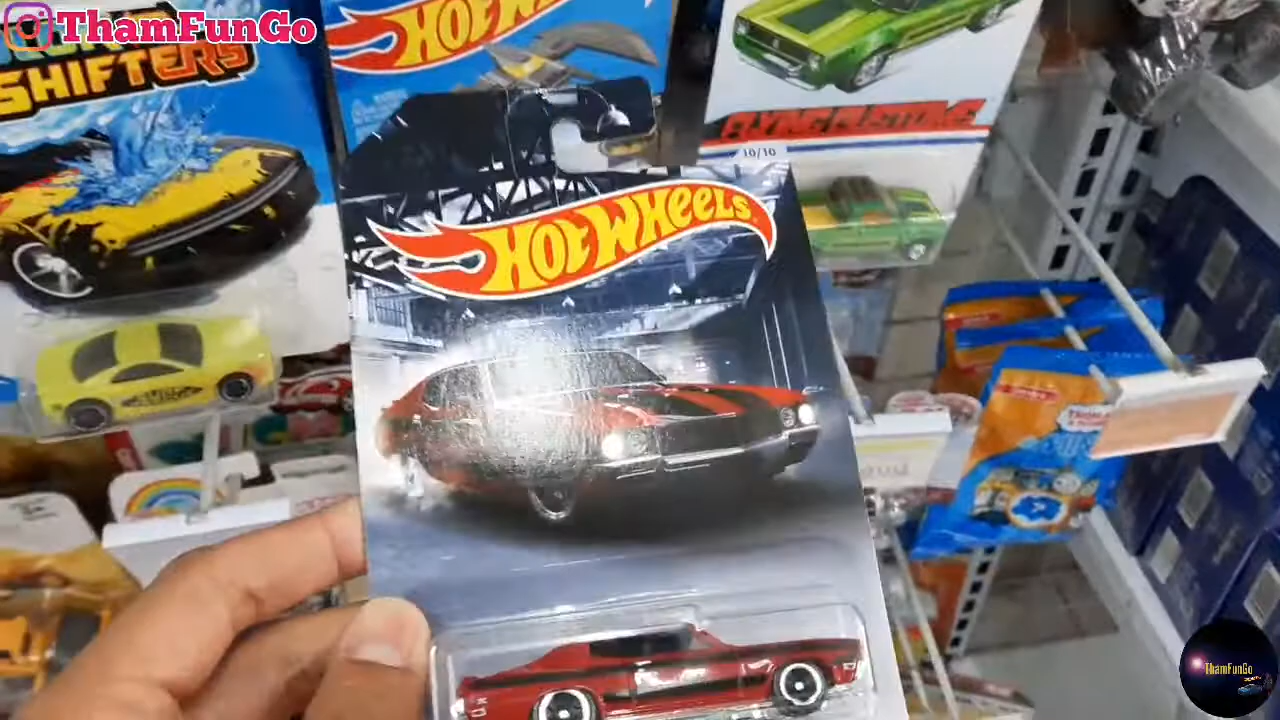 ThamFunGo
SHIFTERS
HOT WHEELS
FLYING CUSTOMS
10/10
HOT WHEELS
ThamFunGo